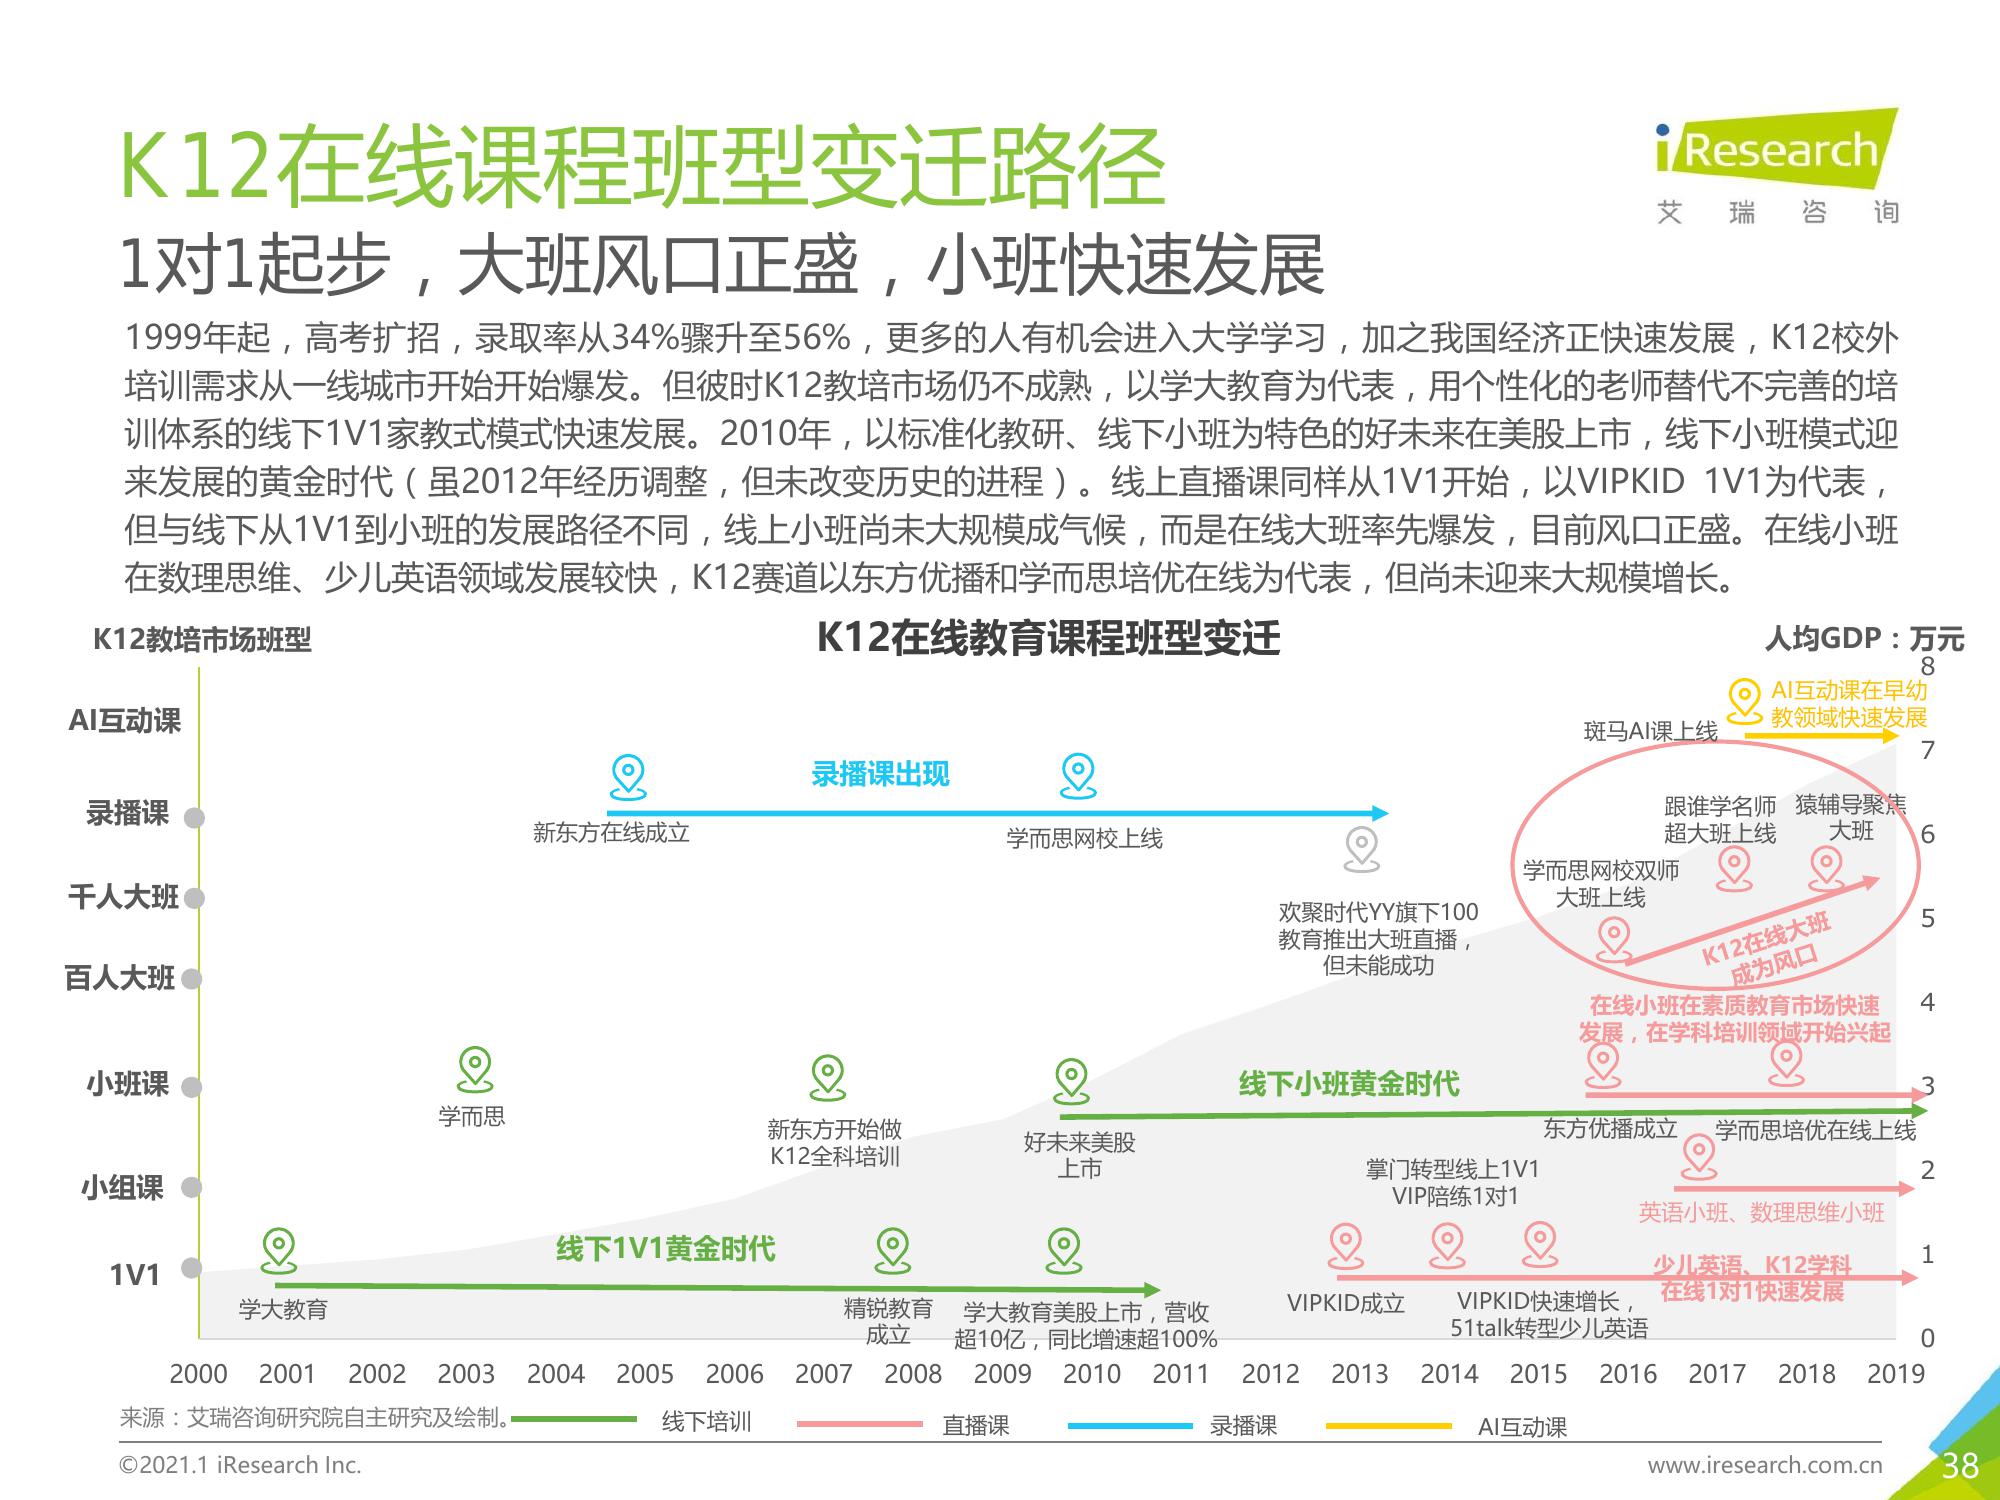 K12在线课程班型变迁路径
iResearch
艾瑞咨询
1对1起步，大班风口正盛，小班快速发展
1999年起，高考扩招，录取率从34%骤升至56%，更多的人有机会进入大学学习，加之我国经济正快速发展，K12校外
培训需求从一线城市开始开始爆发。但彼时K12教培市场仍不成熟，以学大教育为代表，用个性化的老师替代不完善的培
训体系的线下1V1家教式模式快速发展。2010年，以标准化教研、线下小班为特色的好未来在美股上市，线下小班模式迎
来发展的黄金时代（虽2012年经历调整，但未改变历史的进程）。线上直播课同样从1V1开始，以VIPKID 1V1为代表，
但与线下从1V1到小班的发展路径不同，线上小班尚未大规模成气候，而是在线大班率先爆发，目前风口正盛。在线小班
在数理思维、少儿英语领域发展较快，K12赛道以东方优播和学而思培优在线为代表，但尚未迎来大规模增长。
K12教培市场班型
K12在线教育课程班型变迁
人均GDP：万元
8
AI互动课
AI互动课在早幼
教领域快速发展
斑马AI课上线
7
录播课
录播课出现
新东方在线成立
学而思网校上线
跟谁学名师
超大班上线
猿辅导聚焦
大班
6
千人大班
学而思网校双师
大班上线
5
欢聚时代YY旗下100
教育推出大班直播，
但未能成功
K12在线大班
成为风口
百人大班
4
在线小班在素质教育市场快速
发展，在学科培训领域开始兴起
小班课
线下小班黄金时代
3
学而思
新东方开始做
K12全科培训
好未来美股
上市
东方优播成立
学而思培优在线上线
小组课
掌门转型线上1V1
VIP陪练1对1
2
英语小班、数理思维小班
1V1
线下1V1黄金时代
1
少儿英语、K12学科
在线1对1快速发展
学大教育
精锐教育
成立
学大教育美股上市，营收
超10亿，同比增速超100%
VIPKID成立
VIPKID快速增长，
51talk转型少儿英语
0
2000 2001 2002 2003 2004 2005 2006 2007 2008 2009 2010 2011 2012 2013 2014 2015 2016 2017 2018 2019
来源：艾瑞咨询研究院自主研究及绘制。
线下培训 直播课 录播课 AI互动课
©2021.1 iResearch Inc.
www.iresearch.com.cn
38